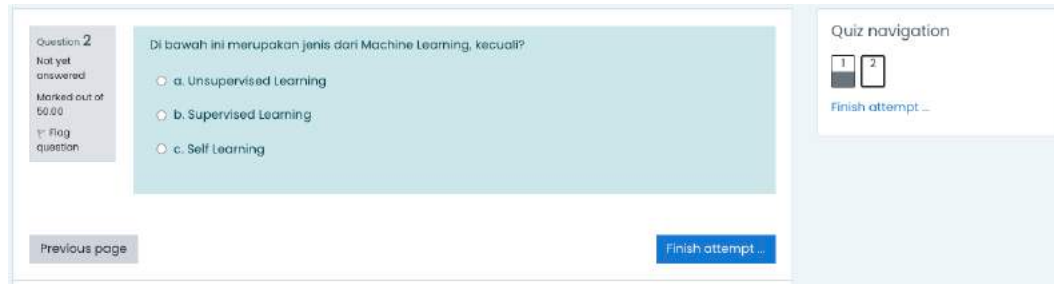 Question 2
Not yet
answered
Marked out of
50.00
Flag
question
Di bawah ini merupakan jenis dari Machine Learning, kecuali?
a. Unsupervised Learning
b. Supervised Learning
c. Self Learning
Previous page
Finish attempt ...
Quiz navigation
1 2
Finish attempt ...